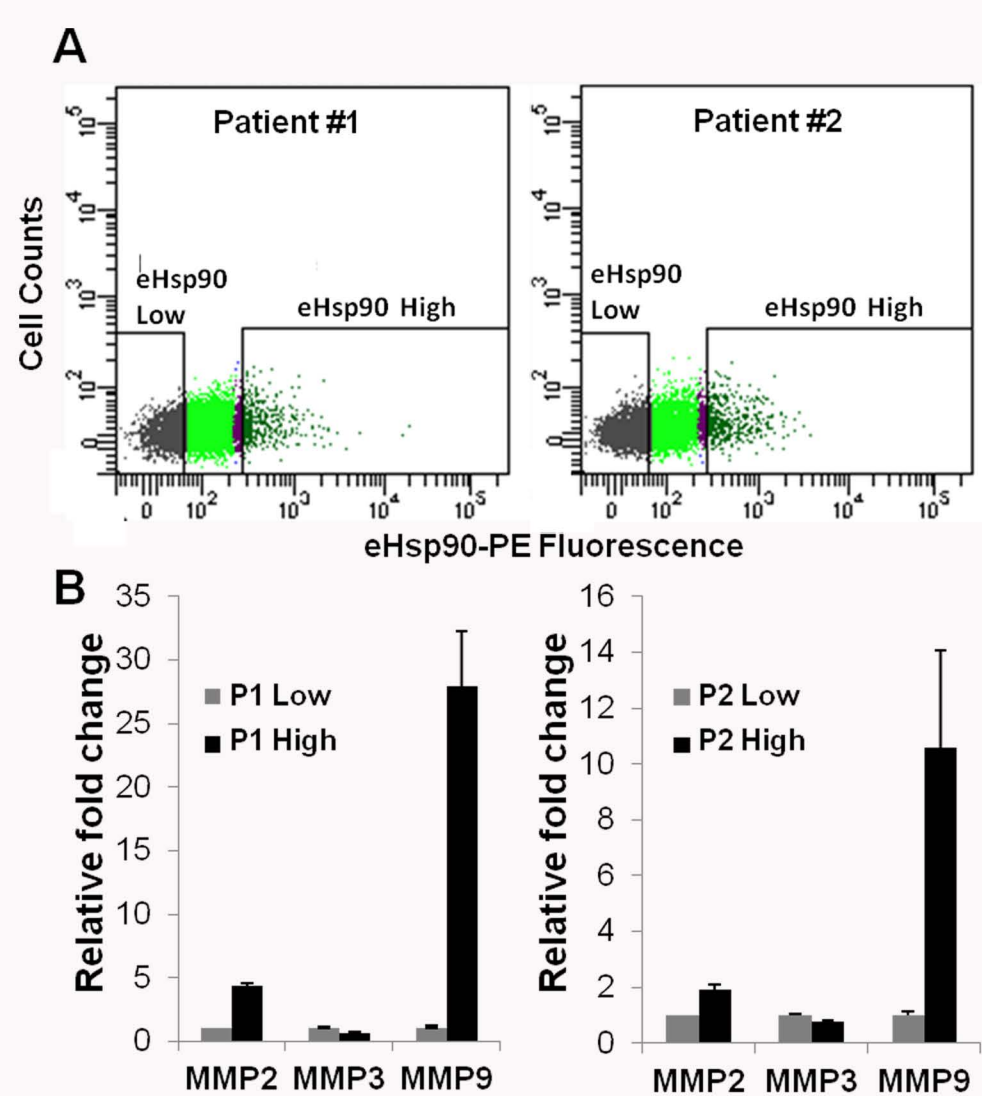 A
Patient #1
Patient #2
Cell Counts
10^5
10^4
10^3
10^2
0
eHsp90
Low
eHsp90 High
0
10^2
10^3
10^4
10^5
10^5
10^4
10^3
10^2
0
eHsp90
Low
eHsp90 High
0
10^2
10^3
10^4
10^5
eHsp90-PE Fluorescence
B
Relative fold change
35
30
25
20
15
10
5
0
P1 Low
P1 High
MMP2 MMP3 MMP9
Relative fold change
16
14
12
10
8
6
4
2
0
P2 Low
P2 High
MMP2 MMP3 MMP9